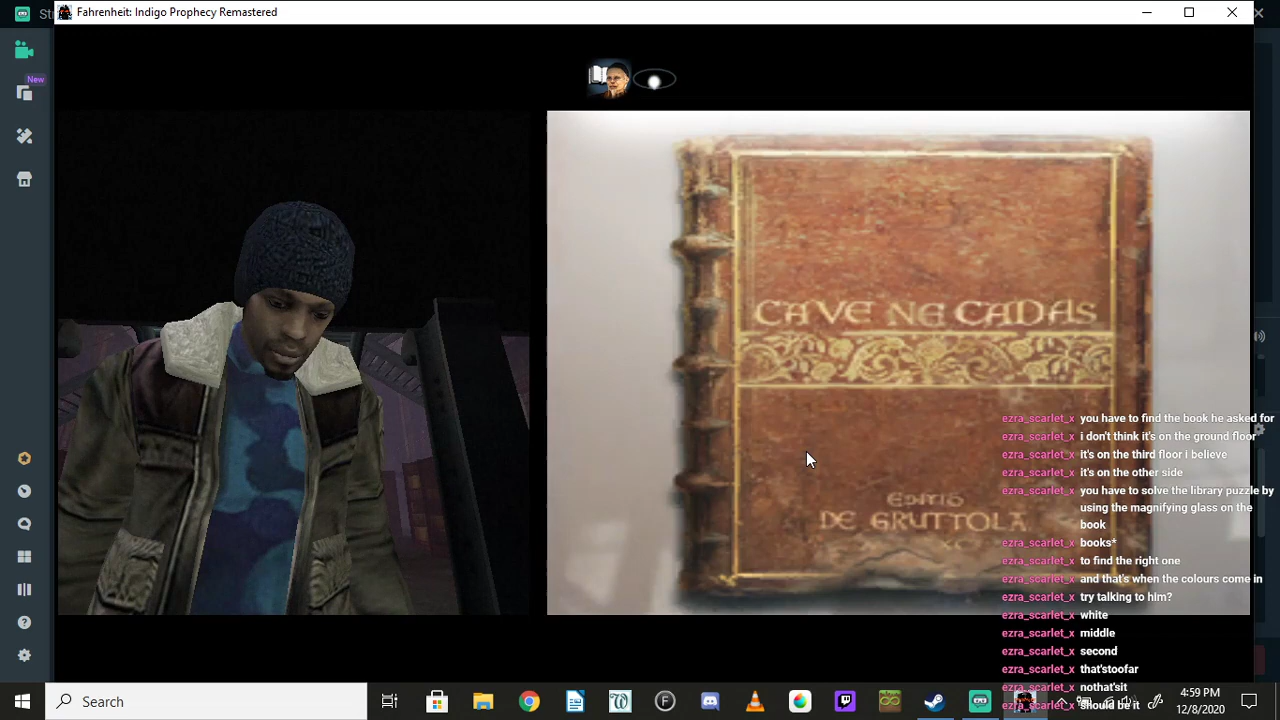 St
Fahrenheit: Indigo Prophecy Remastered
New
CAVE NE CADAS
EDITIO
DE GRUTTOLA
XC
ezra_scarlet_x you have to find the book he asked for
ezra_scarlet_x i don't think it's on the ground floor
ezra_scarlet_x it's on the third floor i believe
ezra_scarlet_x it's on the other side
ezra_scarlet_x you have to solve the library puzzle by
using the magnifying glass on the
book
ezra_scarlet_x books*
ezra_scarlet_x to find the right one
ezra_scarlet_x and that's when the colours come in
ezra_scarlet_x try talking to him?
ezra_scarlet_x white
ezra_scarlet_x middle
ezra_scarlet_x second
ezra_scarlet_x that'stoofar
ezra_scarlet_x nothat'sit
ezra_scarlet_x should be it
Search
4:59 PM
12/8/2020